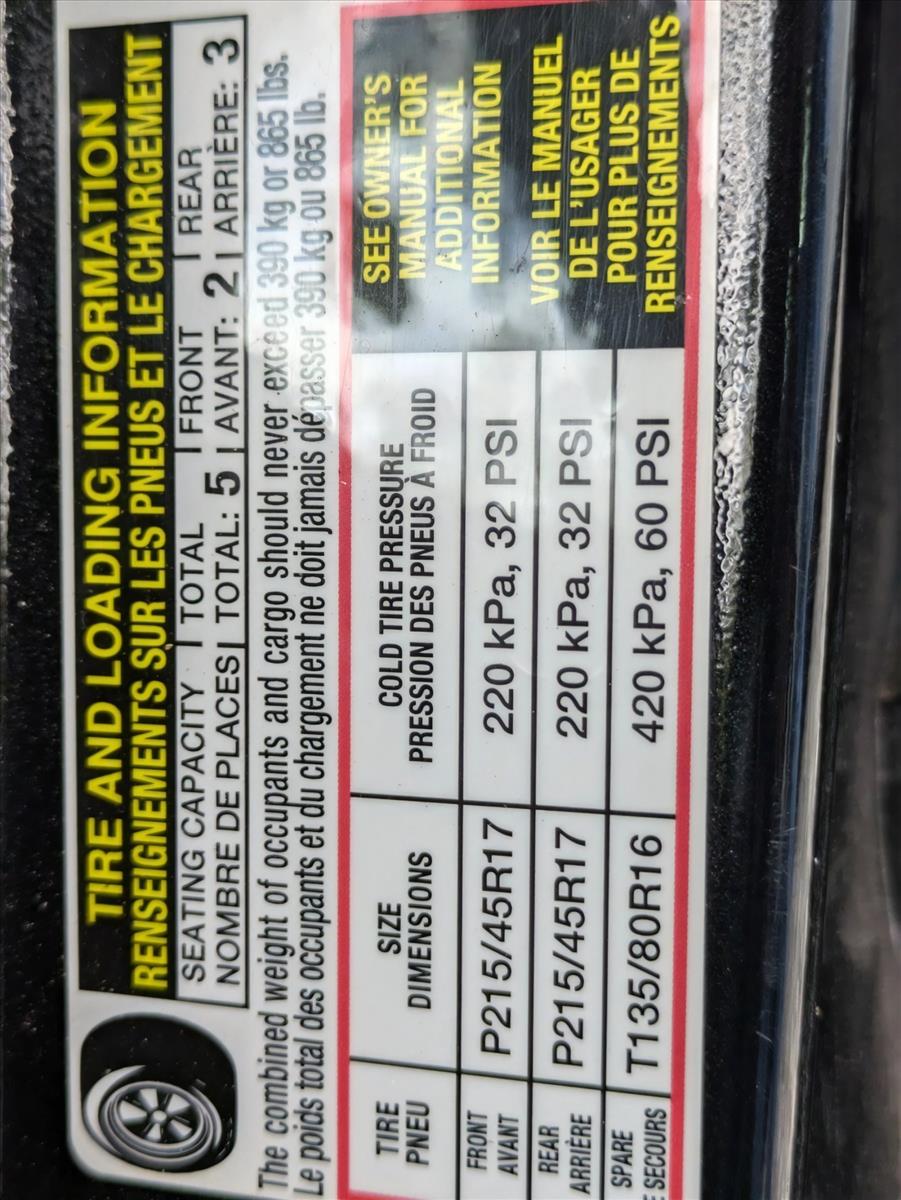 TIRE AND LOADING INFORMATION
RENSEIGNEMENTS SUR LES PNEUS ET LE CHARGEMENT
SEATING CAPACITY | TOTAL | FRONT | REAR
NOMBRE DE PLACES | TOTAL: 5 | AVANT: 2 | ARRIÈRE: 3
The combined weight of occupants and cargo should never exceed 390 kg or 865 lbs.
Le poids total des occupants et du chargement ne doit jamais dépasser 390 kg ou 865 lb.
TIRE
PNEU
SIZE
DIMENSIONS
COLD TIRE PRESSURE
PRESSION DES PNEUS À FROID
FRONT
AVANT
P215/45R17
220 kPa, 32 PSI
REAR
ARRIÈRE
P215/45R17
220 kPa, 32 PSI
SPARE
E SECOURS
T135/80R16
420 kPa, 60 PSI
SEE OWNER'S
MANUAL FOR
ADDITIONAL
INFORMATION
VOIR LE MANUEL
DE L'USAGER
POUR PLUS DE
RENSEIGNEMENTS